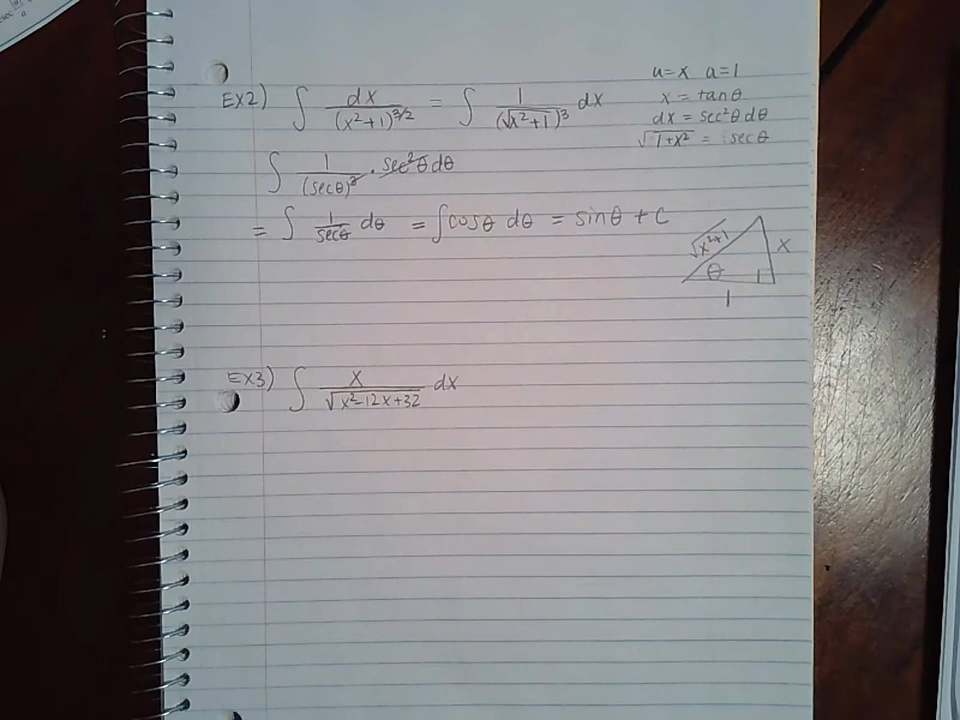 u=x a=1
EX2) ∫ dx/(x²+1)^3/2 = ∫ 1/(√x²+1)³ dx
x = tanθ
dx = sec²θ dθ
√1+x² = secθ
∫ 1/(secθ)³ · sec²θ dθ
= ∫ 1/secθ dθ = ∫cosθ dθ = sinθ + C
√x²+1
x
θ
1
EX3) ∫ x/√x²-12x+32 dx